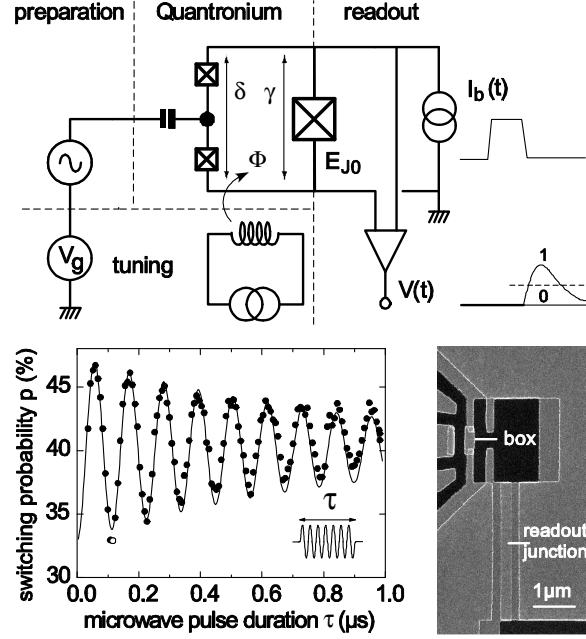 preparation
Quantronium
readout
δ
γ
I_b(t)
E_J0
Φ
V_g
tuning
V(t)
1
0
switching probability p (%)
45
40
35
30
0.0
0.2
0.4
0.6
0.8
1.0
τ
microwave pulse duration τ (µs)
box
readout
junction
1µm